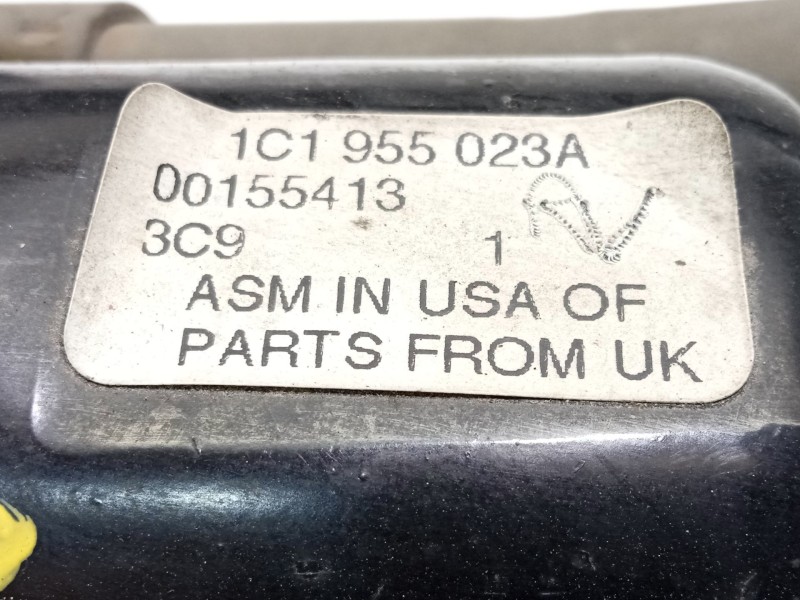 1C1 955 023A
00155413
3C9 1
ASM IN USA OF
PARTS FROM UK